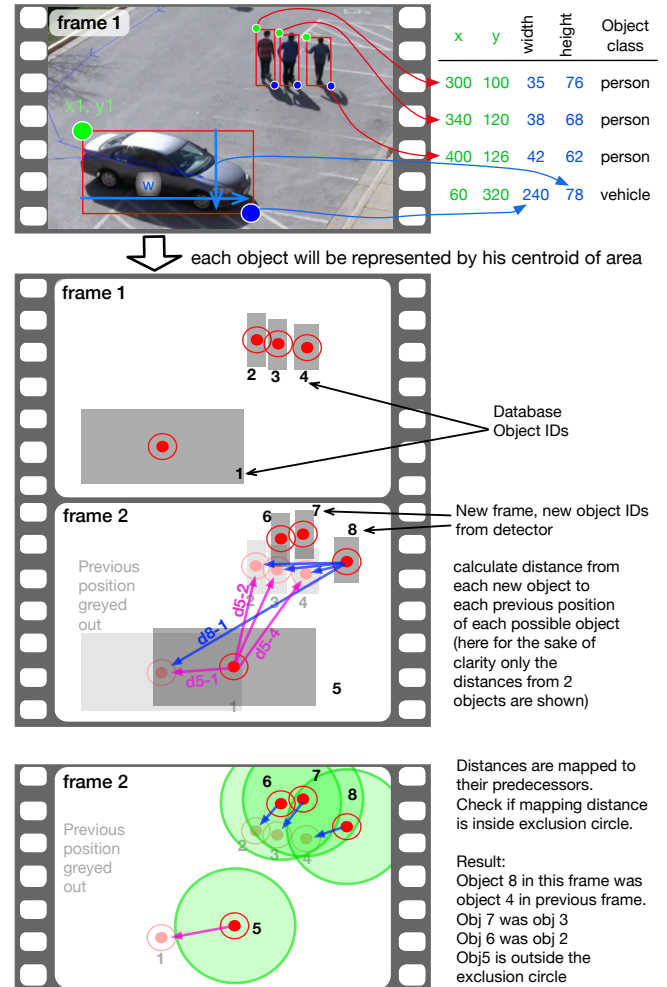 frame 1
x1, y1
w
x y width height Object class
300 100 35 76 person
340 120 38 68 person
400 126 42 62 person
60 320 240 78 vehicle
each object will be represented by his centroid of area
frame 1
2 3 4
1
Database
Object IDs
frame 2
6 7 8
New frame, new object IDs
from detector
Previous
position
greyed
out
2 3 4
d5-2
d8-1
d5-4
d5-1
1
5
calculate distance from
each new object to
each previous position
of each possible object
(here for the sake of
clarity only the
distances from 2
objects are shown)
frame 2
6 7 8
Previous
position
greyed
out
2 3 4
5
1
Distances are mapped to
their predecessors.
Check if mapping distance
is inside exclusion circle.
Result:
Object 8 in this frame was
object 4 in previous frame.
Obj 7 was obj 3
Obj 6 was obj 2
Obj5 is outside the
exclusion circle